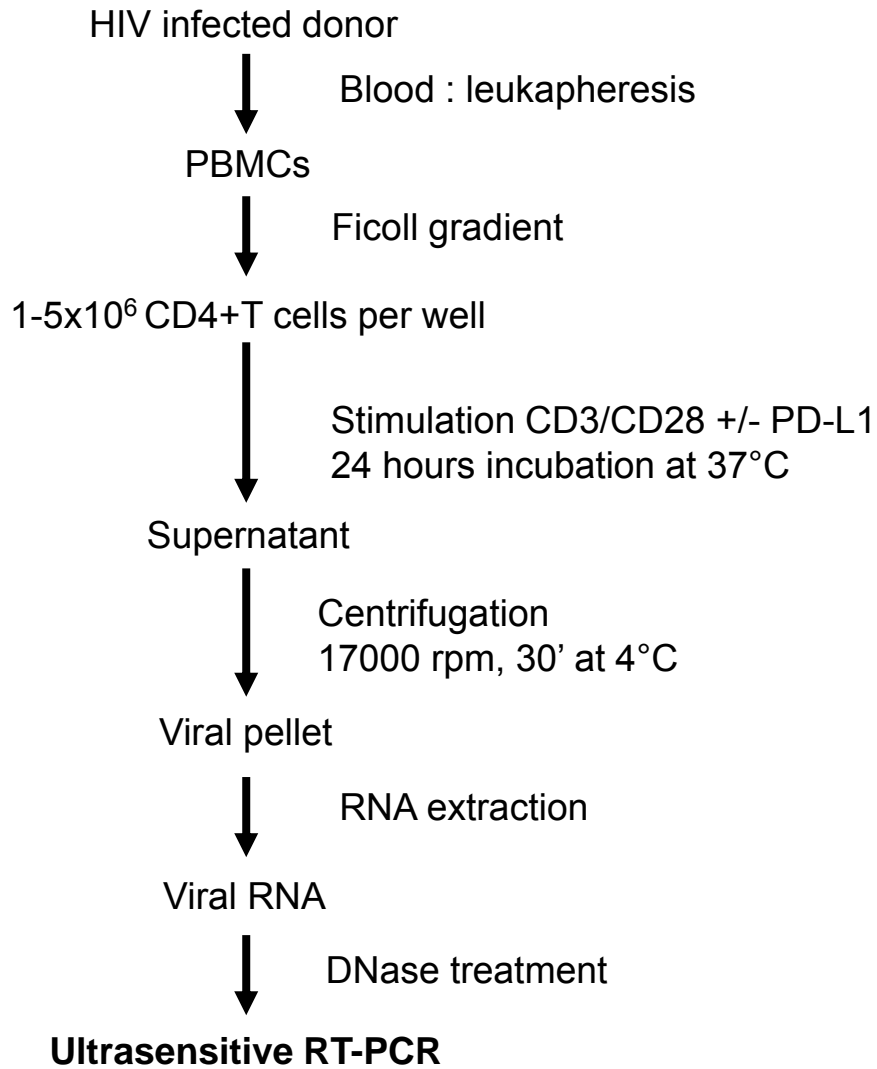 HIV infected donor
Blood : leukapheresis
PBMCs
Ficoll gradient
1-5x10⁶ CD4+T cells per well
Stimulation CD3/CD28 +/- PD-L1
24 hours incubation at 37°C
Supernatant
Centrifugation
17000 rpm, 30’ at 4°C
Viral pellet
RNA extraction
Viral RNA
DNase treatment
Ultrasensitive RT-PCR